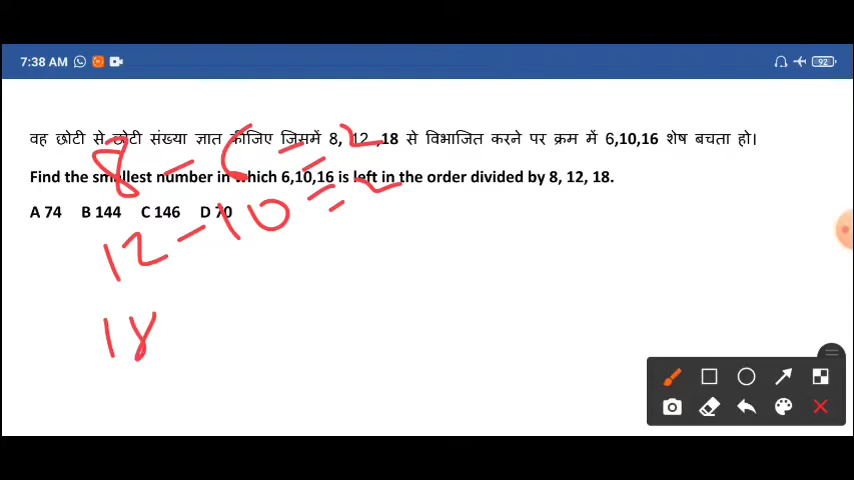 7:38 AM 92
वह छोटी से छोटी संख्या ज्ञात कीजिए जिसमें 8, 12 ,18 से विभाजित करने पर क्रम में 6,10,16 शेष बचता हो।
Find the smallest number in which 6,10,16 is left in the order divided by 8, 12, 18.
A 74 B 144 C 146 D 70
8 - 6 = 2
12 - 10 = 2
18